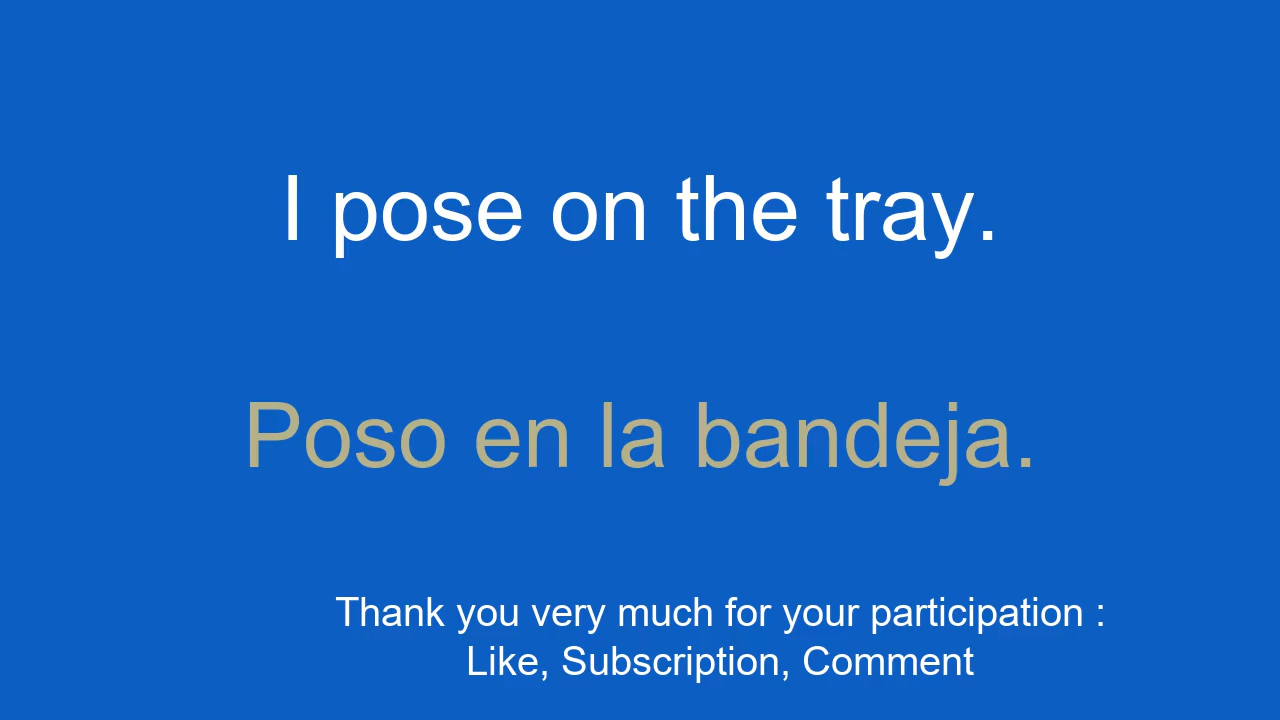 I pose on the tray.
Poso en la bandeja.
Thank you very much for your participation :
Like, Subscription, Comment